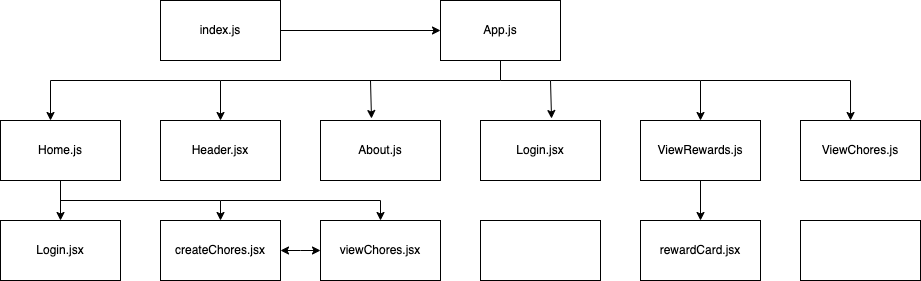 index.js
App.js
Home.js
Header.jsx
About.js
Login.jsx
ViewRewards.js
ViewChores.js
Login.jsx
createChores.jsx
viewChores.jsx
rewardCard.jsx